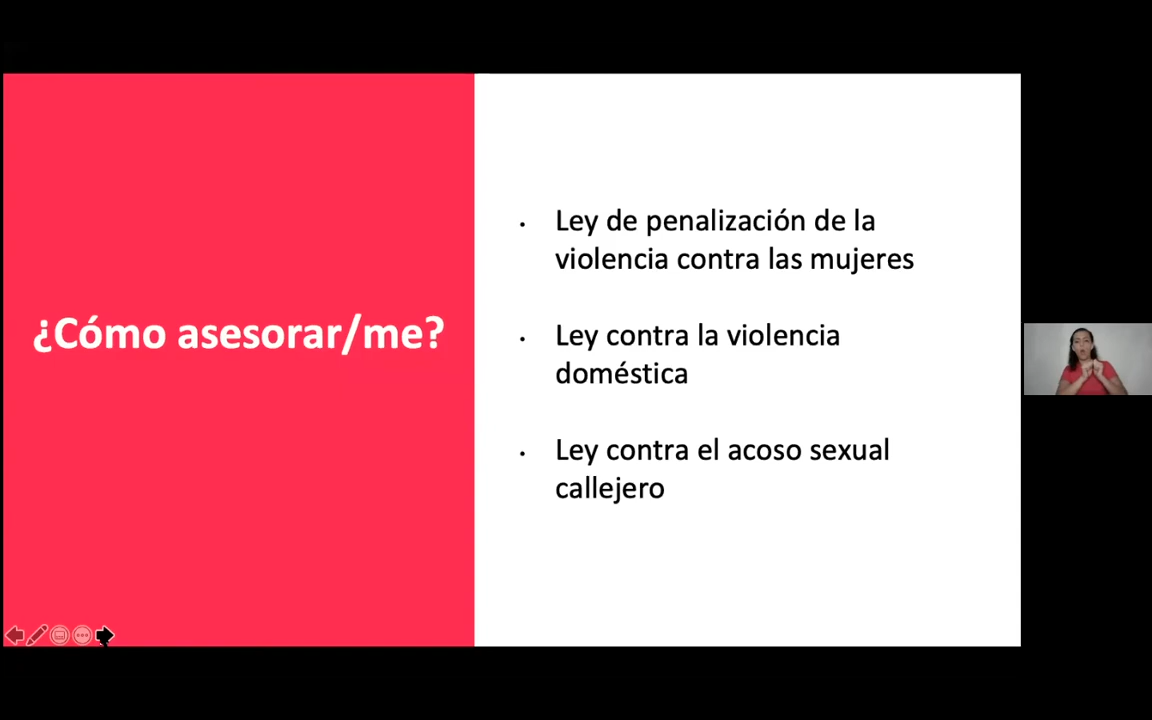 ¿Cómo asesorar/me?
• Ley de penalización de la
violencia contra las mujeres
• Ley contra la violencia
doméstica
• Ley contra el acoso sexual
callejero